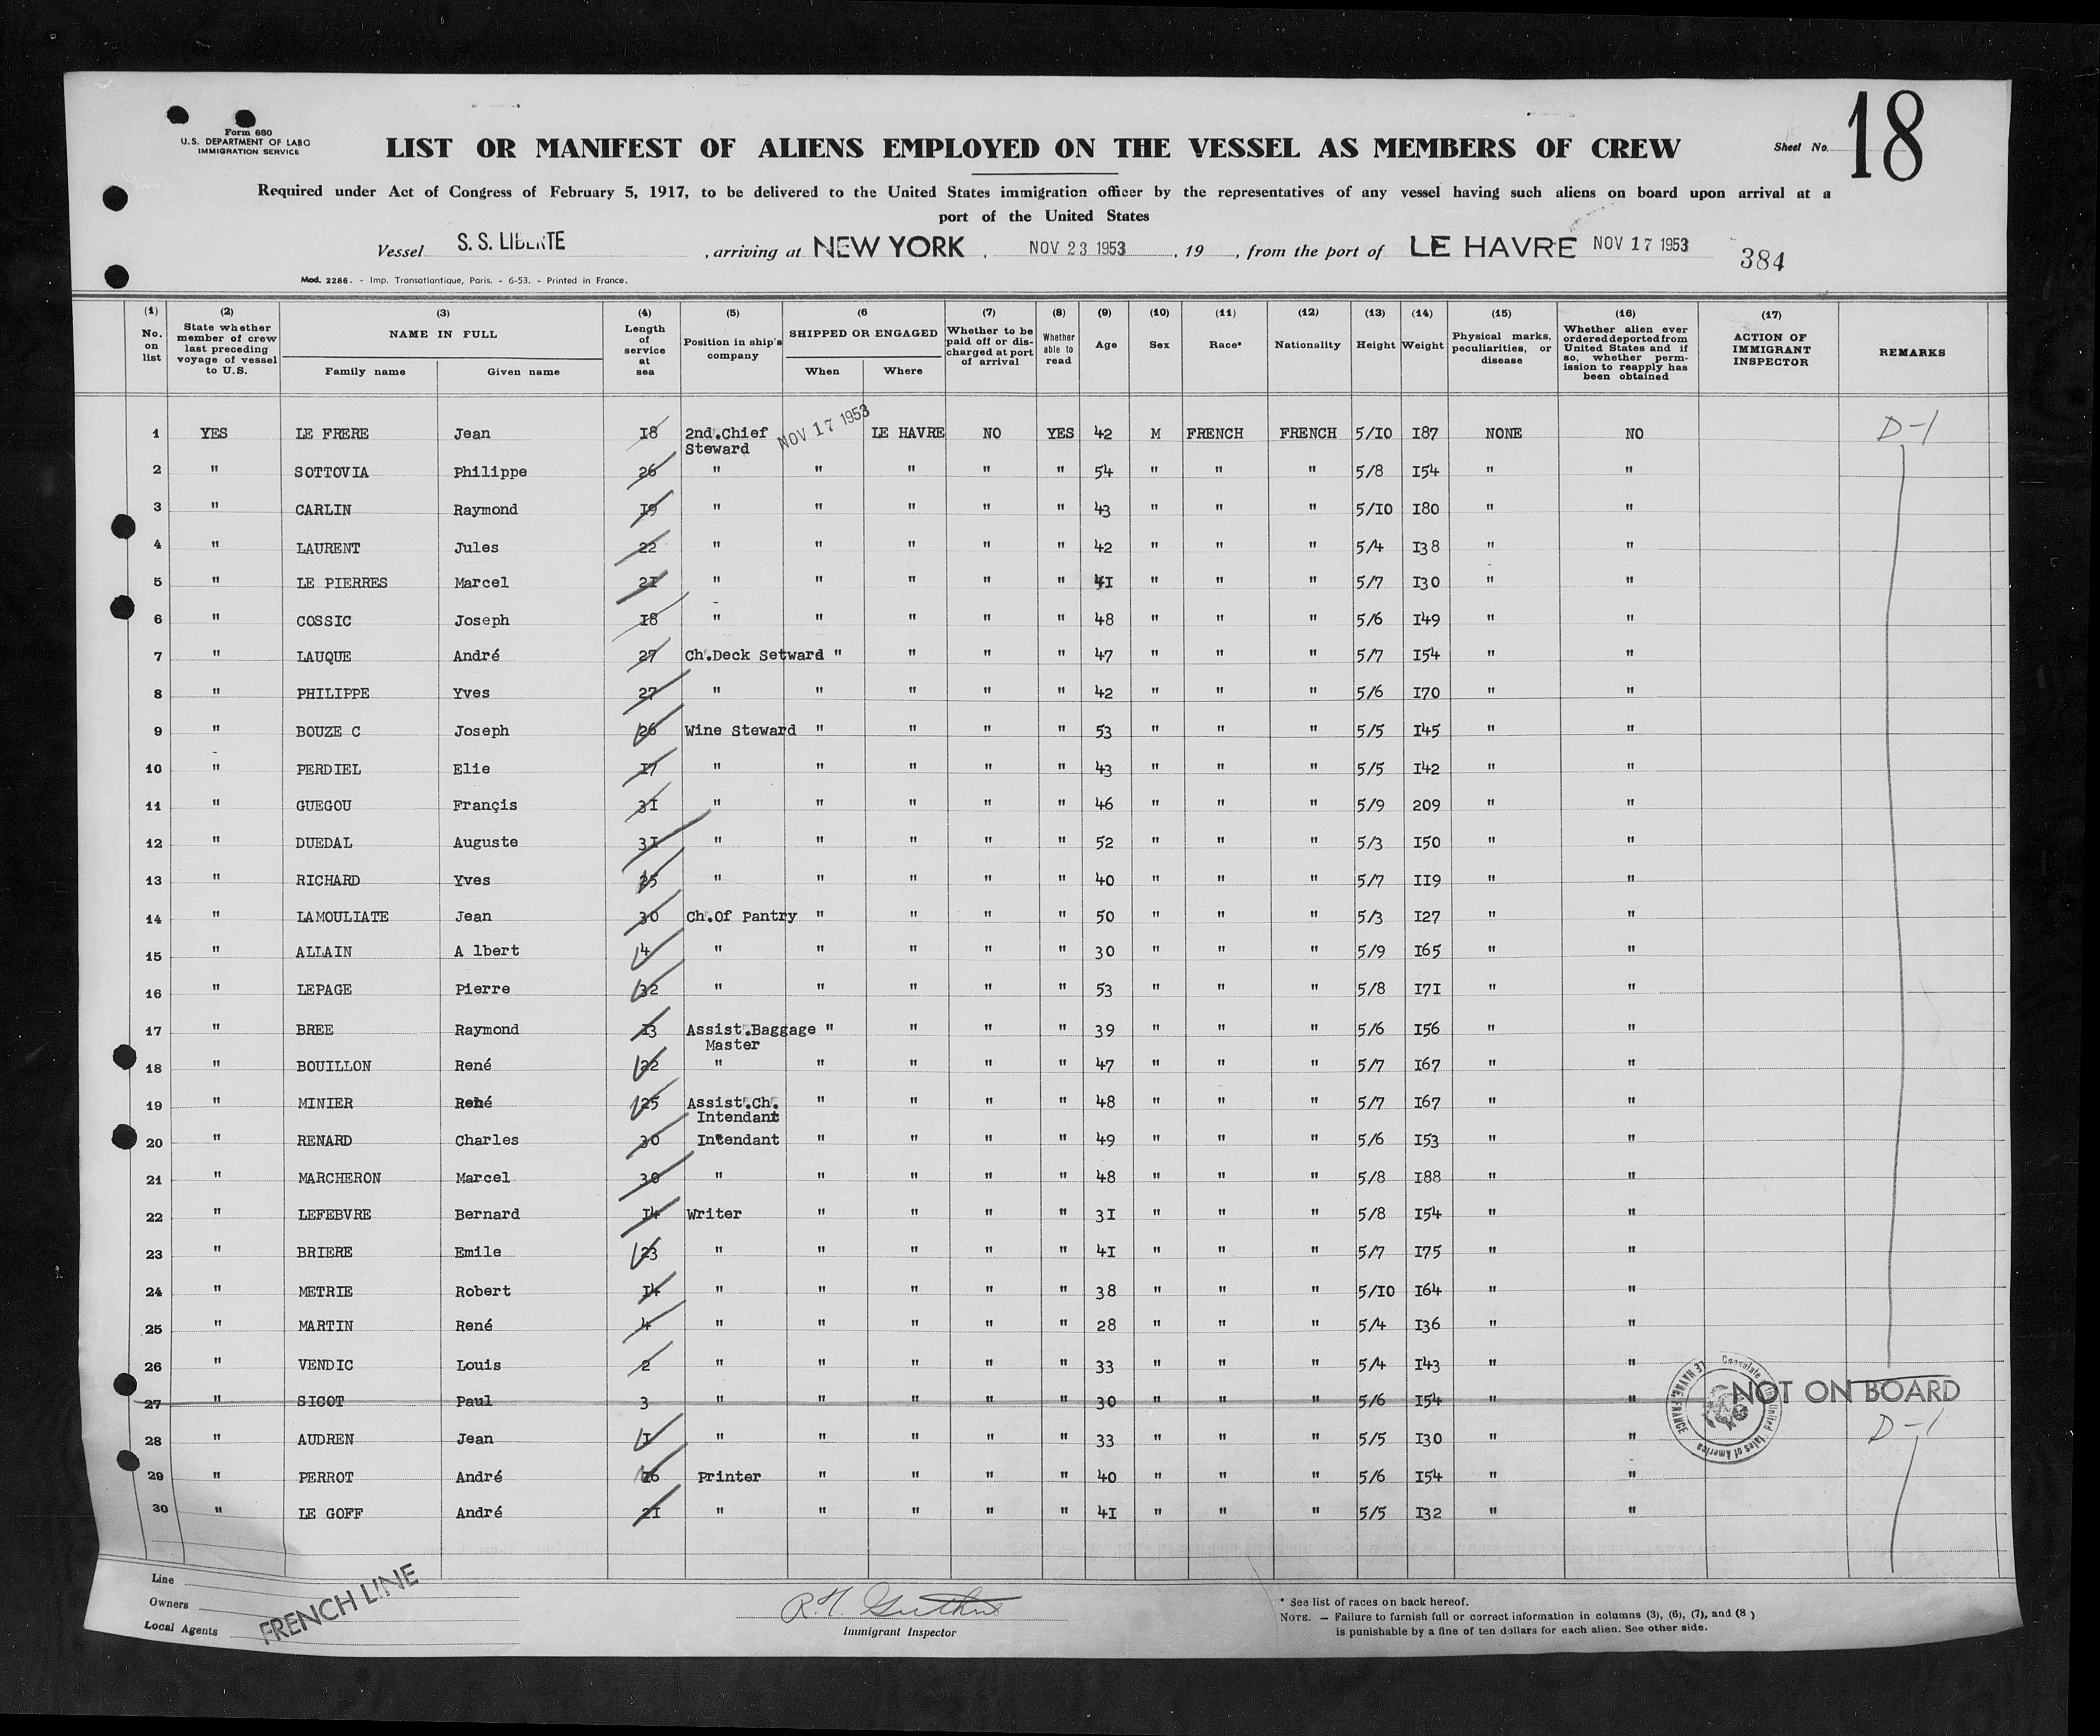 Form 680
U.S. DEPARTMENT OF LABO
IMMIGRATION SERVICE
LIST OR MANIFEST OF ALIENS EMPLOYED ON THE VESSEL AS MEMBERS OF CREW
Sheet No. 18
Required under Act of Congress of February 5, 1917, to be delivered to the United States immigration officer by the representatives of any vessel having such aliens on board upon arrival at a
port of the United States
Vessel S. S. LIBERTE , arriving at NEW YORK , NOV 23 1953 , 19 , from the port of LE HAVRE NOV 17 1953 384
Mod. 2286. - Imp. Transatlantique, Paris. - 6-53. - Printed in France.
(1) No. on list
(2) State whether member of crew last preceding voyage of vessel to U.S.
(3) NAME IN FULL
Family name Given name
(4) Length of service at sea
(5) Position in ship's company
(6 SHIPPED OR ENGAGED
When Where
(7) Whether to be paid off or discharged at port of arrival
(8) Whether able to read
(9) Age
(10) Sex
(11) Race*
(12) Nationality
(13) Height
(14) Weight
(15) Physical marks, peculiarities, or disease
(16) Whether alien ever ordered deported from United States and if so, whether permission to reapply has been obtained
(17) ACTION OF IMMIGRANT INSPECTOR
REMARKS
1 YES LE FRERE Jean 18 2nd.Chief Steward NOV 17 1953 LE HAVRE NO YES 42 M FRENCH FRENCH 5/10 187 NONE NO D-1
2 " SOTTOVIA Philippe 26 " " " " " 54 " " " 5/8 154 " "
3 " CARLIN Raymond 19 " " " " " 43 " " " 5/10 180 " "
4 " LAURENT Jules 22 " " " " " 42 " " " 5/4 138 " "
5 " LE PIERRES Marcel 21 " " " " " 41 " " " 5/7 130 " "
6 " COSSIC Joseph 18 " " " " " 48 " " " 5/6 149 " "
7 " LAUQUE André 27 Ch.Deck Setward " " " " 47 " " " 5/7 154 " "
8 " PHILIPPE Yves 27 " " " " " 42 " " " 5/6 170 " "
9 " BOUZE C Joseph 26 Wine Steward " " " " 53 " " " 5/5 145 " "
10 " PERDIEL Elie 17 " " " " " 43 " " " 5/5 142 " "
11 " GUEGOU Françis 31 " " " " " 46 " " " 5/9 209 " "
12 " DUEDAL Auguste 31 " " " " " 52 " " " 5/3 150 " "
13 " RICHARD Yves 25 " " " " " 40 " " " 5/7 119 " "
14 " LAMOULIATE Jean 30 Ch.Of Pantry " " " " 50 " " " 5/3 127 " "
15 " ALLAIN A lbert 4 " " " " " 30 " " " 5/9 165 " "
16 " LEPAGE Pierre 32 " " " " " 53 " " " 5/8 171 " "
17 " BREE Raymond 13 Assist.Baggage Master " " " " 39 " " " 5/6 156 " "
18 " BOUILLON René 22 " " " " " 47 " " " 5/7 167 " "
19 " MINIER René 25 Assist.Ch. Intendant " " " " 48 " " " 5/7 167 " "
20 " RENARD Charles 30 Intendant " " " " 49 " " " 5/6 153 " "
21 " MARCHERON Marcel 30 " " " " " 48 " " " 5/8 188 " "
22 " LEFEBVRE Bernard 14 Writer " " " " 31 " " " 5/8 154 " "
23 " BRIERE Emile 23 " " " " " 41 " " " 5/7 175 " "
24 " METRIE Robert 14 " " " " " 38 " " " 5/10 164 " "
25 " MARTIN René 4 " " " " " 28 " " " 5/4 136 " "
26 " VENDIC Louis 2 " " " " " 33 " " " 5/4 143 " "
27 " SICOT Paul 3 " " " " " 30 " " " 5/6 154 " " NOT ON BOARD
28 " AUDREN Jean 1 " " " " " 33 " " " 5/5 130 " " D-1
29 " PERROT André 16 Printer " " " " 40 " " " 5/6 154 " "
30 " LE GOFF André 21 " " " " " 41 " " " 5/5 132 " "
Consulate United States of America LE HAVRE, FRANCE
Line
Owners
Local Agents
FRENCH LINE
Immigrant Inspector
* See list of races on back hereof.
NOTE. — Failure to furnish full or correct information in columns (3), (6), (7), and (8 )
is punishable by a fine of ten dollars for each alien. See other side.